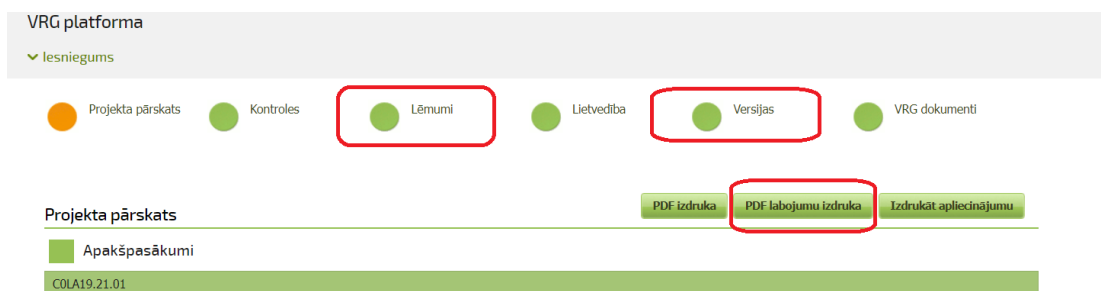 VRG platforma
Iesniegums
Projekta pārskats Kontroles Lēmumi Lietvedība Versijas VRG dokumenti
PDF izdruka PDF labojumu izdruka Izdrukāt apliecinājumu
Projekta pārskats
Apakšpasākumi
C0LA19.21.01